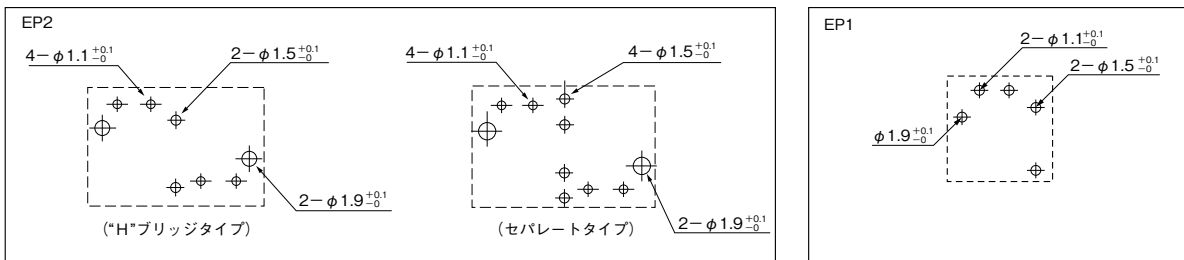 EP2
4−φ1.1 +0.1 −0
2−φ1.5 +0.1 −0
2−φ1.9 +0.1 −0
(“H”ブリッジタイプ)
4−φ1.1 +0.1 −0
4−φ1.5 +0.1 −0
2−φ1.9 +0.1 −0
(セパレートタイプ)
EP1
2−φ1.1 +0.1 −0
2−φ1.5 +0.1 −0
φ1.9 +0.1 −0